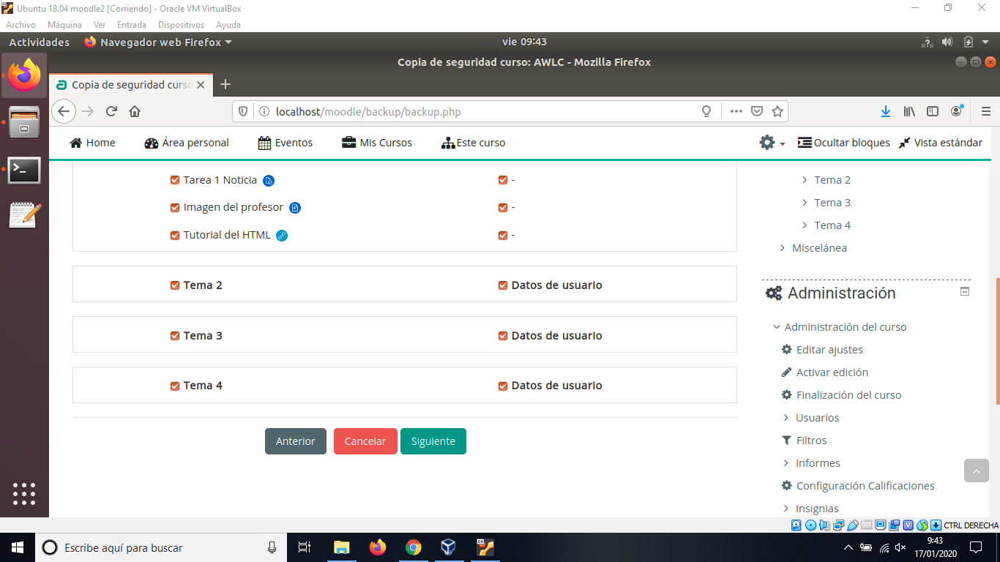 Ubuntu 18.04 moodle2 [Corriendo] - Oracle VM VirtualBox
Archivo Máquina Ver Entrada Dispositivos Ayuda
Actividades Navegador web Firefox vie 09:43
Copia de seguridad curso: AWLC - Mozilla Firefox
Copia de seguridad curso
localhost/moodle/backup/backup.php
Home Área personal Eventos Mis Cursos Este curso Ocultar bloques Vista estándar
Tarea 1 Noticia -
Imagen del profesor -
Tutorial del HTML -
Tema 2 Datos de usuario
Tema 3 Datos de usuario
Tema 4 Datos de usuario
Anterior Cancelar Siguiente
Tema 2
Tema 3
Tema 4
Miscelánea
Administración
Administración del curso
Editar ajustes
Activar edición
Finalización del curso
Usuarios
Filtros
Informes
Configuración Calificaciones
Insignias
CTRL DERECHA
Escribe aquí para buscar
9:43
17/01/2020